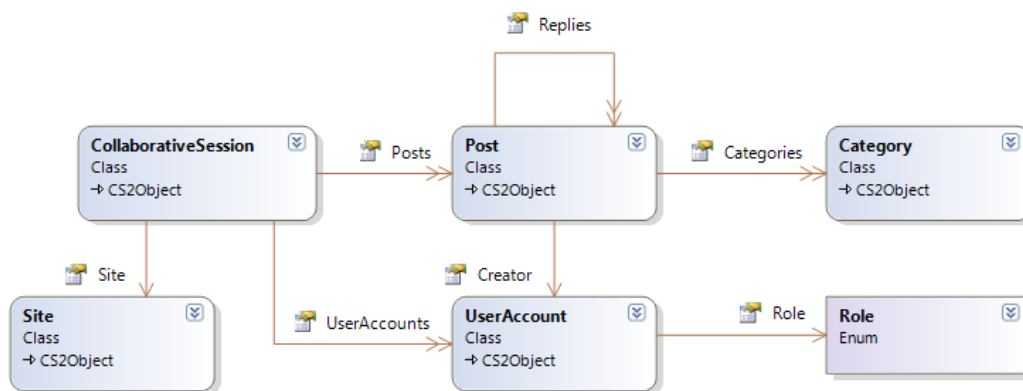 Replies
CollaborativeSession
Class
CS2Object
Posts
Post
Class
CS2Object
Categories
Category
Class
CS2Object
Site
Creator
Site
Class
CS2Object
UserAccounts
UserAccount
Class
CS2Object
Role
Role
Enum